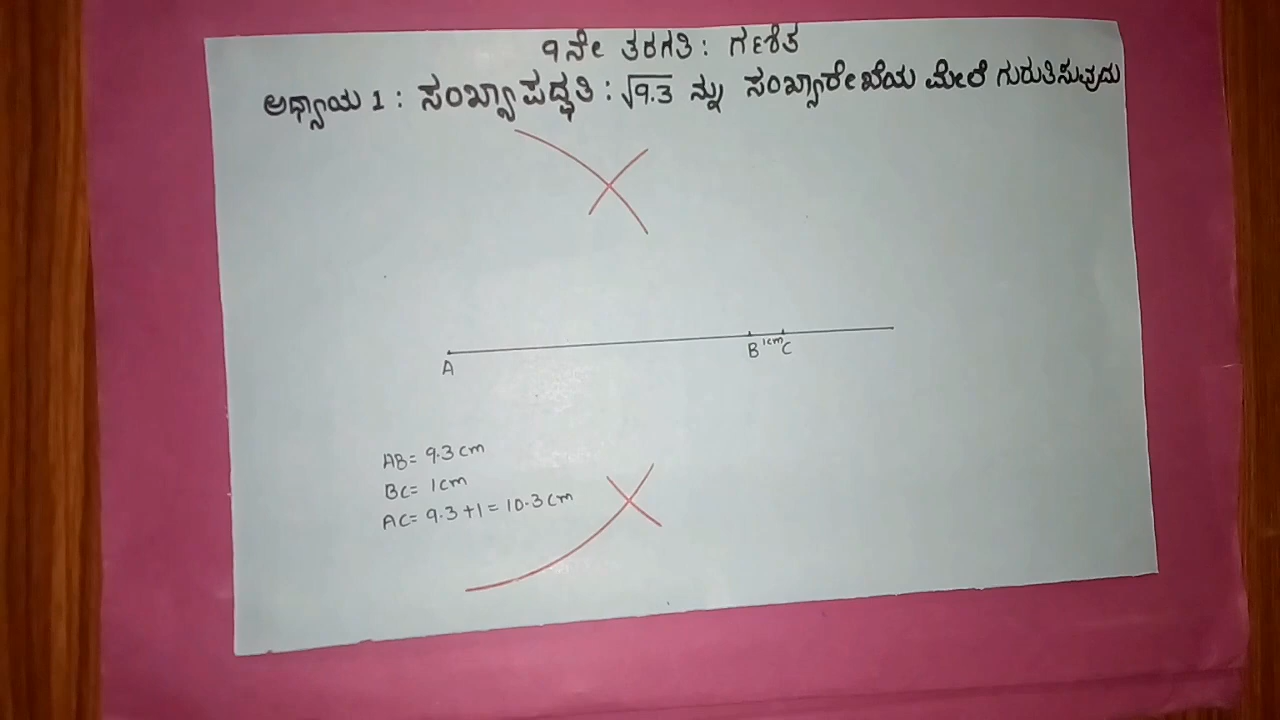 9ನೇ ತರಗತಿ: ಗಣಿತ
ಅಧ್ಯಾಯ 1: ಸಂಖ್ಯಾಪದ್ಧತಿ: √9.3 ನ್ನು ಸಂಖ್ಯಾರೇಖೆಯ ಮೇಲೆ ಗುರುತಿಸುವುದು
A B 1cm C
AB= 9.3 cm
BC= 1cm
AC= 9.3+1= 10.3 cm